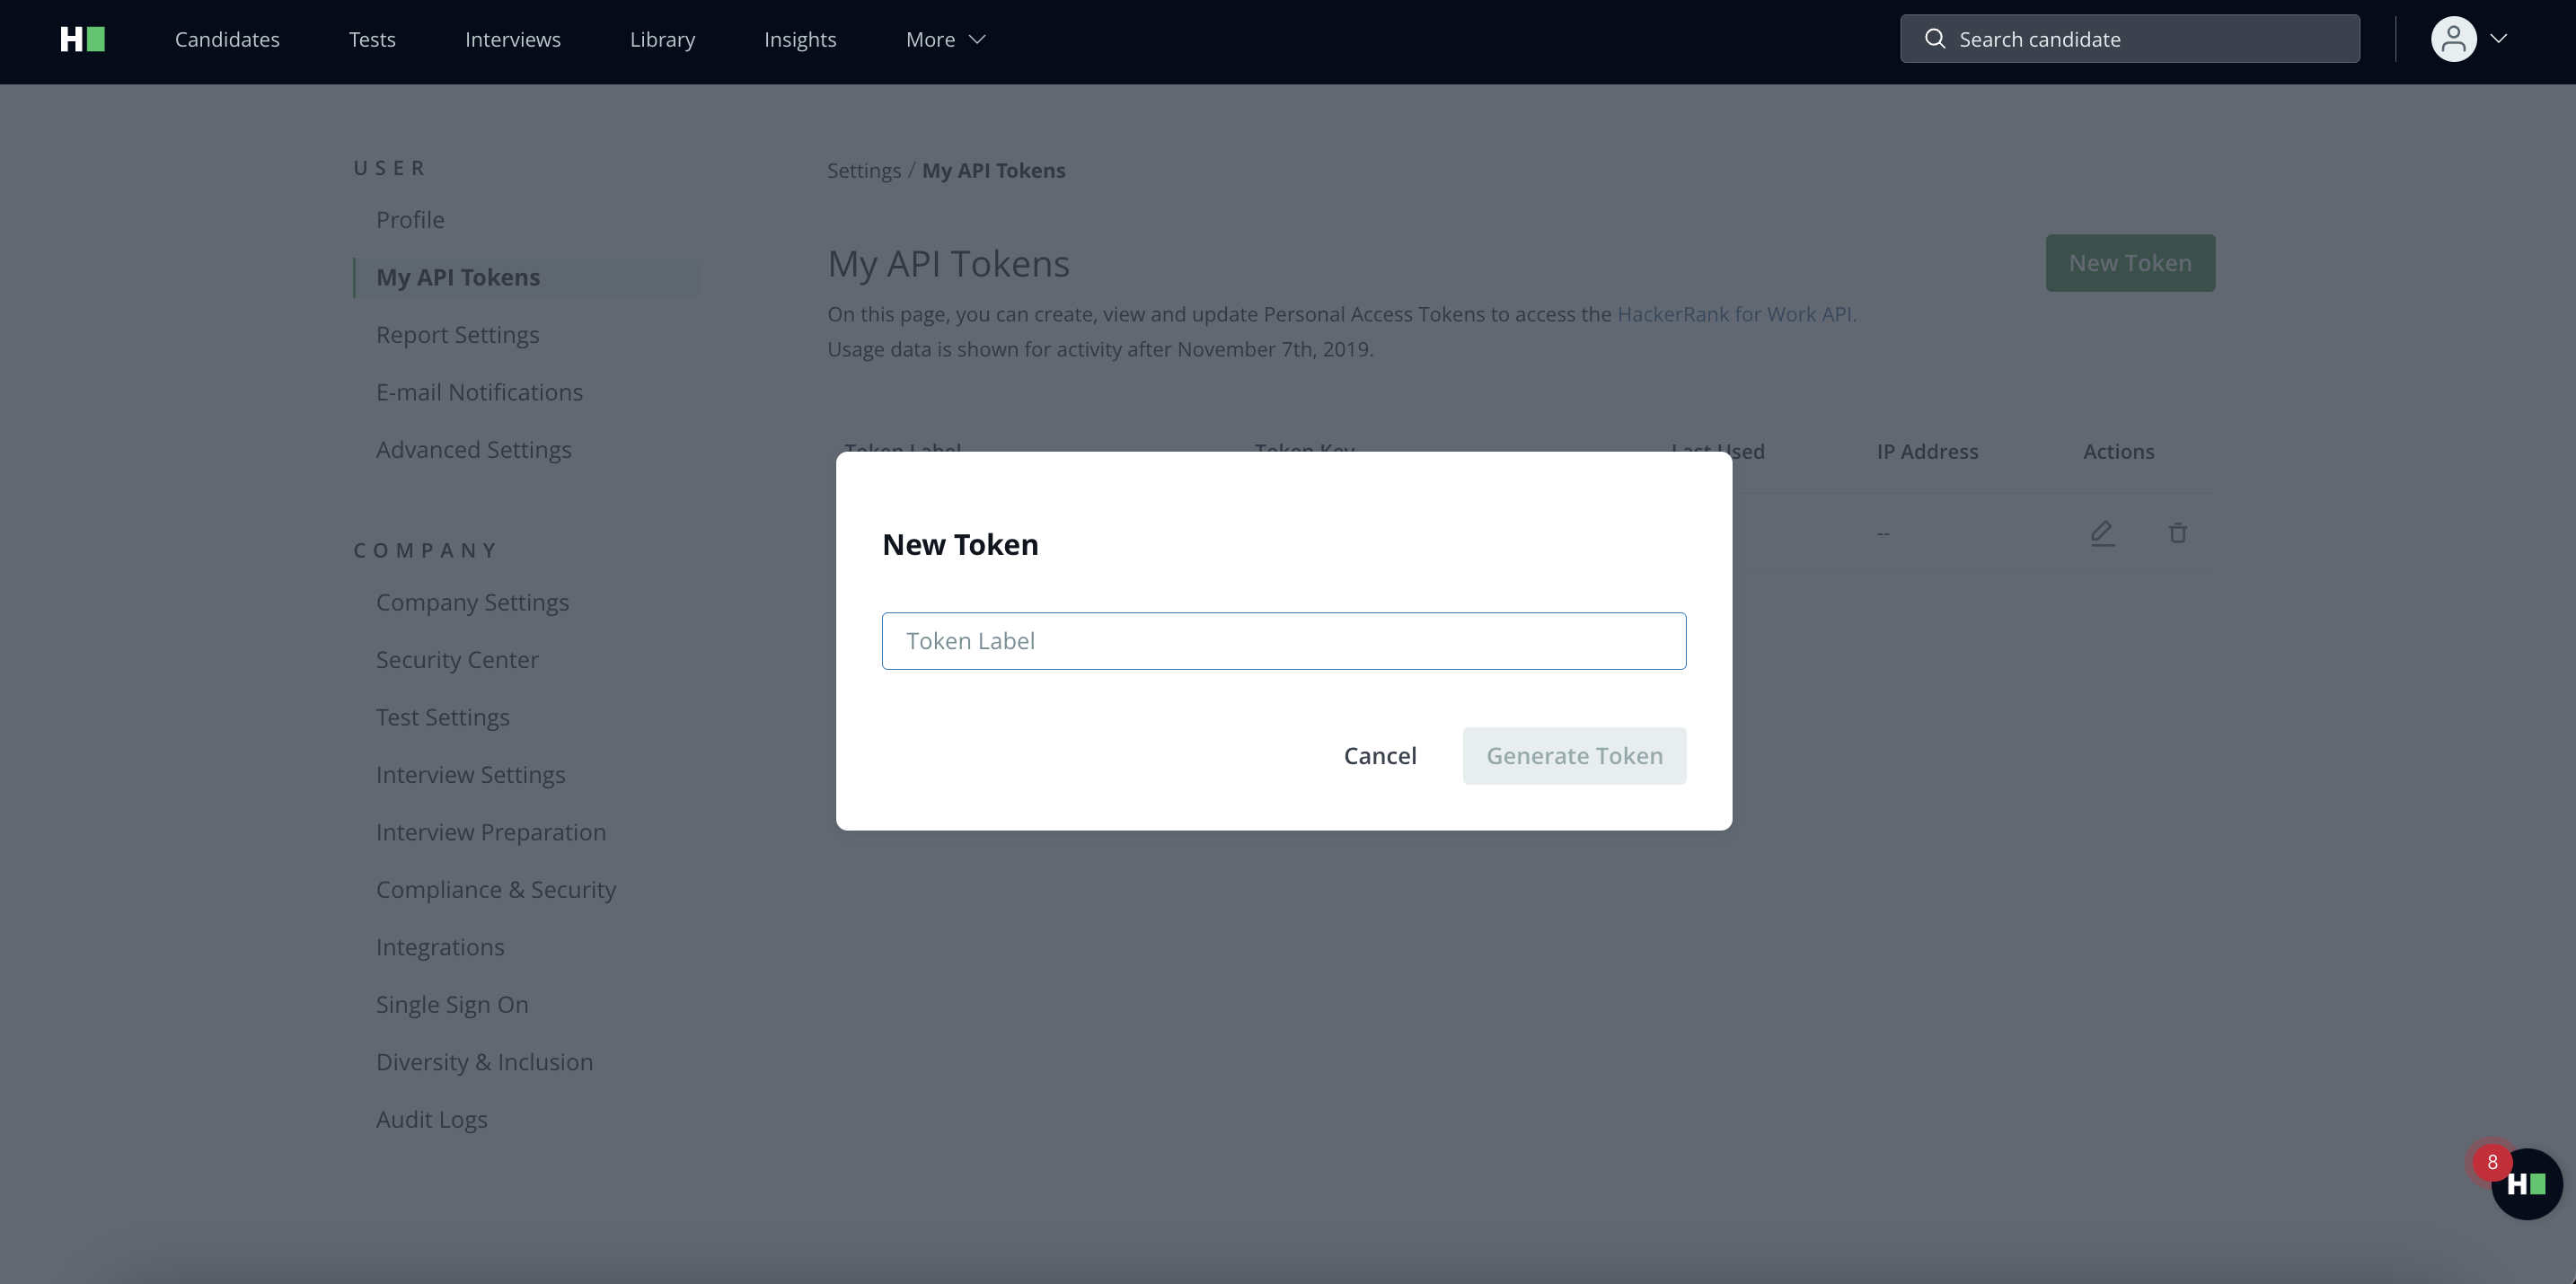 H
Candidates
Tests
Interviews
Library
Insights
More
Search candidate
USER
Profile
My API Tokens
Report Settings
E-mail Notifications
Advanced Settings
COMPANY
Company Settings
Security Center
Test Settings
Interview Settings
Interview Preparation
Compliance & Security
Integrations
Single Sign On
Diversity & Inclusion
Audit Logs
Settings / My API Tokens
My API Tokens
New Token
On this page, you can create, view and update Personal Access Tokens to access the HackerRank for Work API.
Usage data is shown for activity after November 7th, 2019.
Token Label
Token Key
Last Used
IP Address
Actions
--
New Token
Token Label
Cancel
Generate Token
8
H